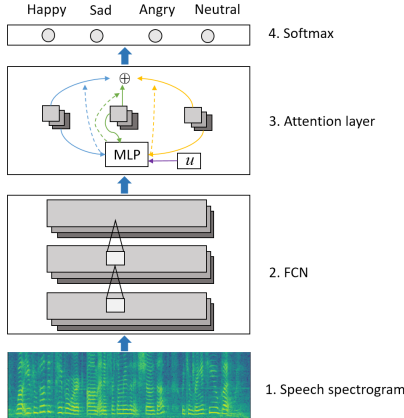 Happy Sad Angry Neutral
4. Softmax
3. Attention layer
MLP
u
2. FCN
1. Speech spectrogram